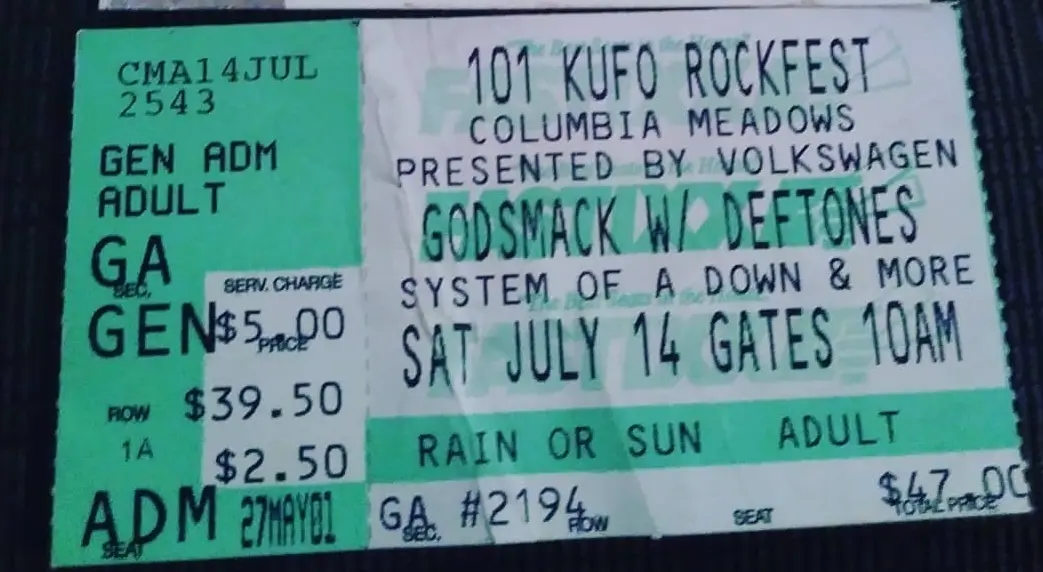 CMA14JUL
2543
GEN ADM
ADULT
GA
SEC.
SERV. CHARGE
GEN $5.00
PRICE
ROW $39.50
1A $2.50
ADM 27MAY01
SEAT
101 KUFO ROCKFEST
COLUMBIA MEADOWS
PRESENTED BY VOLKSWAGEN
GODSMACK W/ DEFTONES
SYSTEM OF A DOWN & MORE
SAT JULY 14 GATES 10AM
RAIN OR SUN ADULT
GA #2194 $47.00
SEC. ROW SEAT TOTAL PRICE